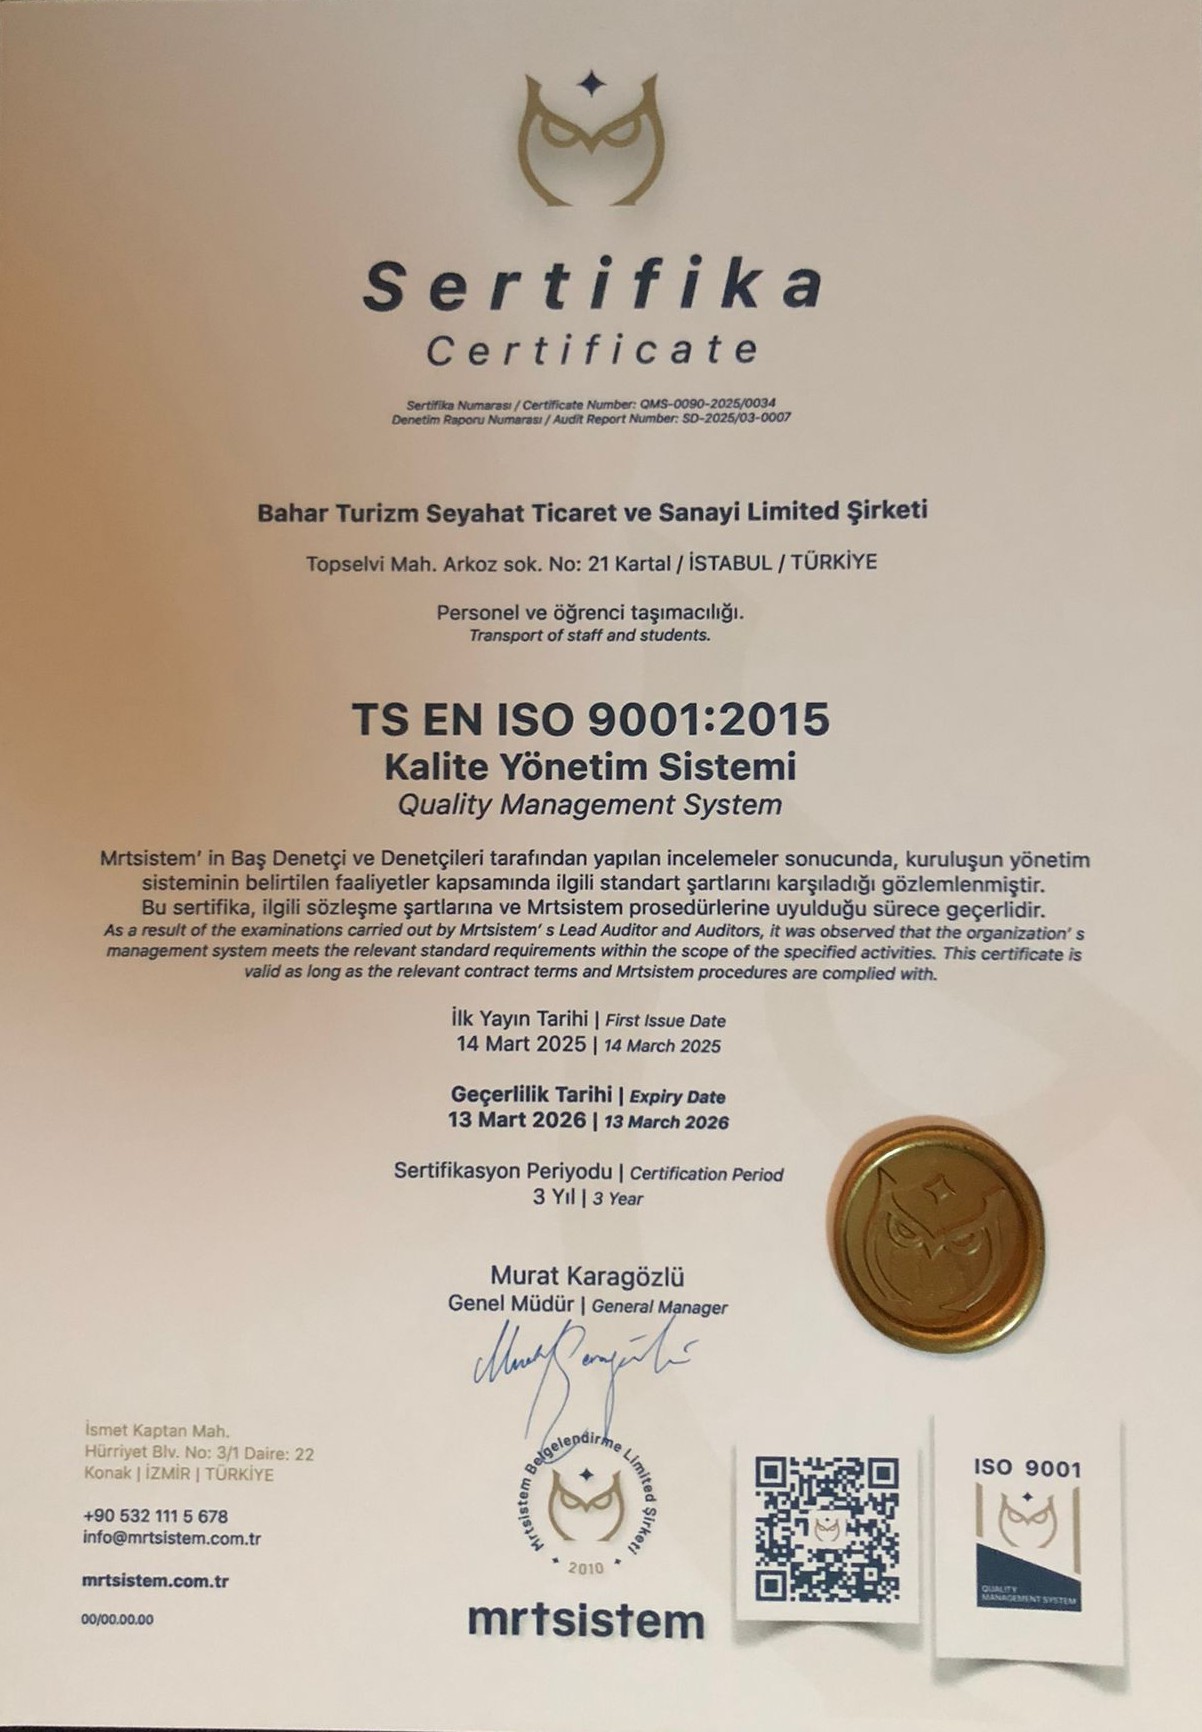 Sertifika
Certificate
Sertifika Numarası / Certificate Number: QMS-0090-2025/0034
Denetim Raporu Numarası / Audit Report Number: SD-2025/03-0007
Bahar Turizm Seyahat Ticaret ve Sanayi Limited Şirketi
Topselvi Mah. Arkoz sok. No: 21 Kartal / İSTABUL / TÜRKİYE
Personel ve öğrenci taşımacılığı.
Transport of staff and students.
TS EN ISO 9001:2015
Kalite Yönetim Sistemi
Quality Management System
Mrtsistem' in Baş Denetçi ve Denetçileri tarafından yapılan incelemeler sonucunda, kuruluşun yönetim
sisteminin belirtilen faaliyetler kapsamında ilgili standart şartlarını karşıladığı gözlemlenmiştir.
Bu sertifika, ilgili sözleşme şartlarına ve Mrtsistem prosedürlerine uyulduğu sürece geçerlidir.
As a result of the examinations carried out by Mrtsistem' s Lead Auditor and Auditors, it was observed that the organization' s
management system meets the relevant standard requirements within the scope of the specified activities. This certificate is
valid as long as the relevant contract terms and Mrtsistem procedures are complied with.
İlk Yayın Tarihi | First Issue Date
14 Mart 2025 | 14 March 2025
Geçerlilik Tarihi | Expiry Date
13 Mart 2026 | 13 March 2026
Sertifikasyon Periyodu | Certification Period
3 Yıl | 3 Year
Murat Karagözlü
Genel Müdür | General Manager
İsmet Kaptan Mah.
Hürriyet Blv. No: 3/1 Daire: 22
Konak | İZMİR | TÜRKİYE
+90 532 111 5 678
info@mrtsistem.com.tr
mrtsistem.com.tr
00/00.00.00
Mrtsistem Belgelendirme Limited Şirketi
2010
mrtsistem
ISO 9001
QUALITY
MANAGEMENT SYSTEM